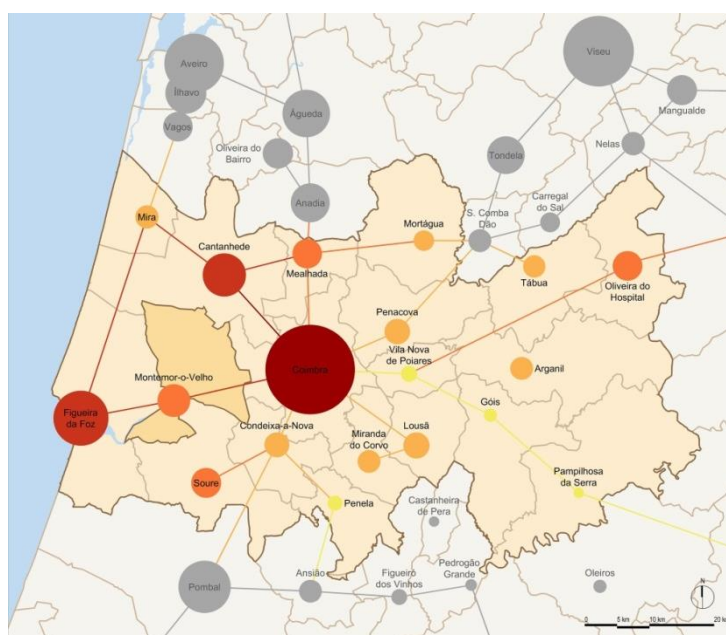 Viseu
Aveiro
Ílhavo
Mangualde
Águeda
Vagos
Nelas
Oliveira do
Bairro
Tondela
Anadia
Carregal
do Sal
S. Comba
Dão
Mira
Mortágua
Cantanhede
Mealhada
Tábua
Oliveira do
Hospital
Penacova
Vila Nova
de Poiares
Coimbra
Arganil
Montemor-o-Velho
Figueira
da Foz
Góis
Condeixa-a-Nova
Lousã
Miranda
do Corvo
Pampilhosa
da Serra
Soure
Penela
Castanheira
de Pera
Pombal
Ansião
Figueiró
dos Vinhos
Pedrogão
Grande
Oleiros
N
0 5 km 10 km 20 km